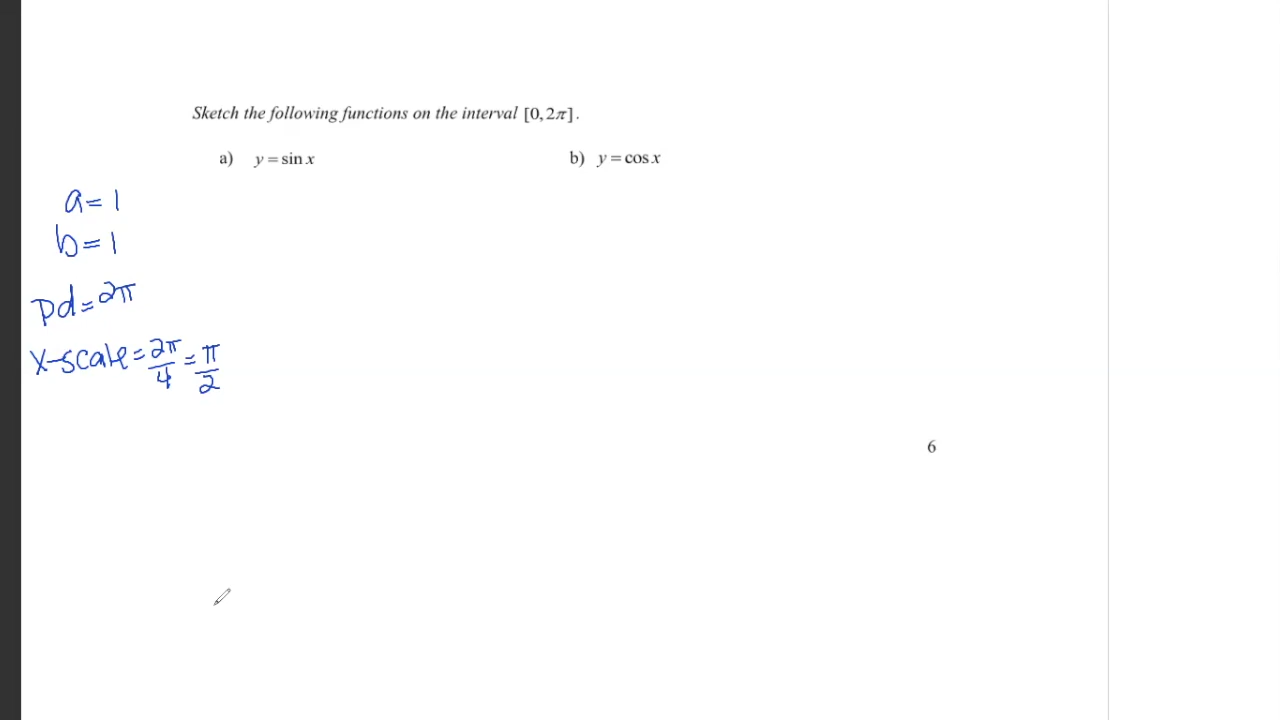 Sketch the following functions on the interval [0, 2π].
a) y = sin x
b) y = cos x
a = 1
b = 1
pd = 2π
x-scale = 2π/4 = π/2
6